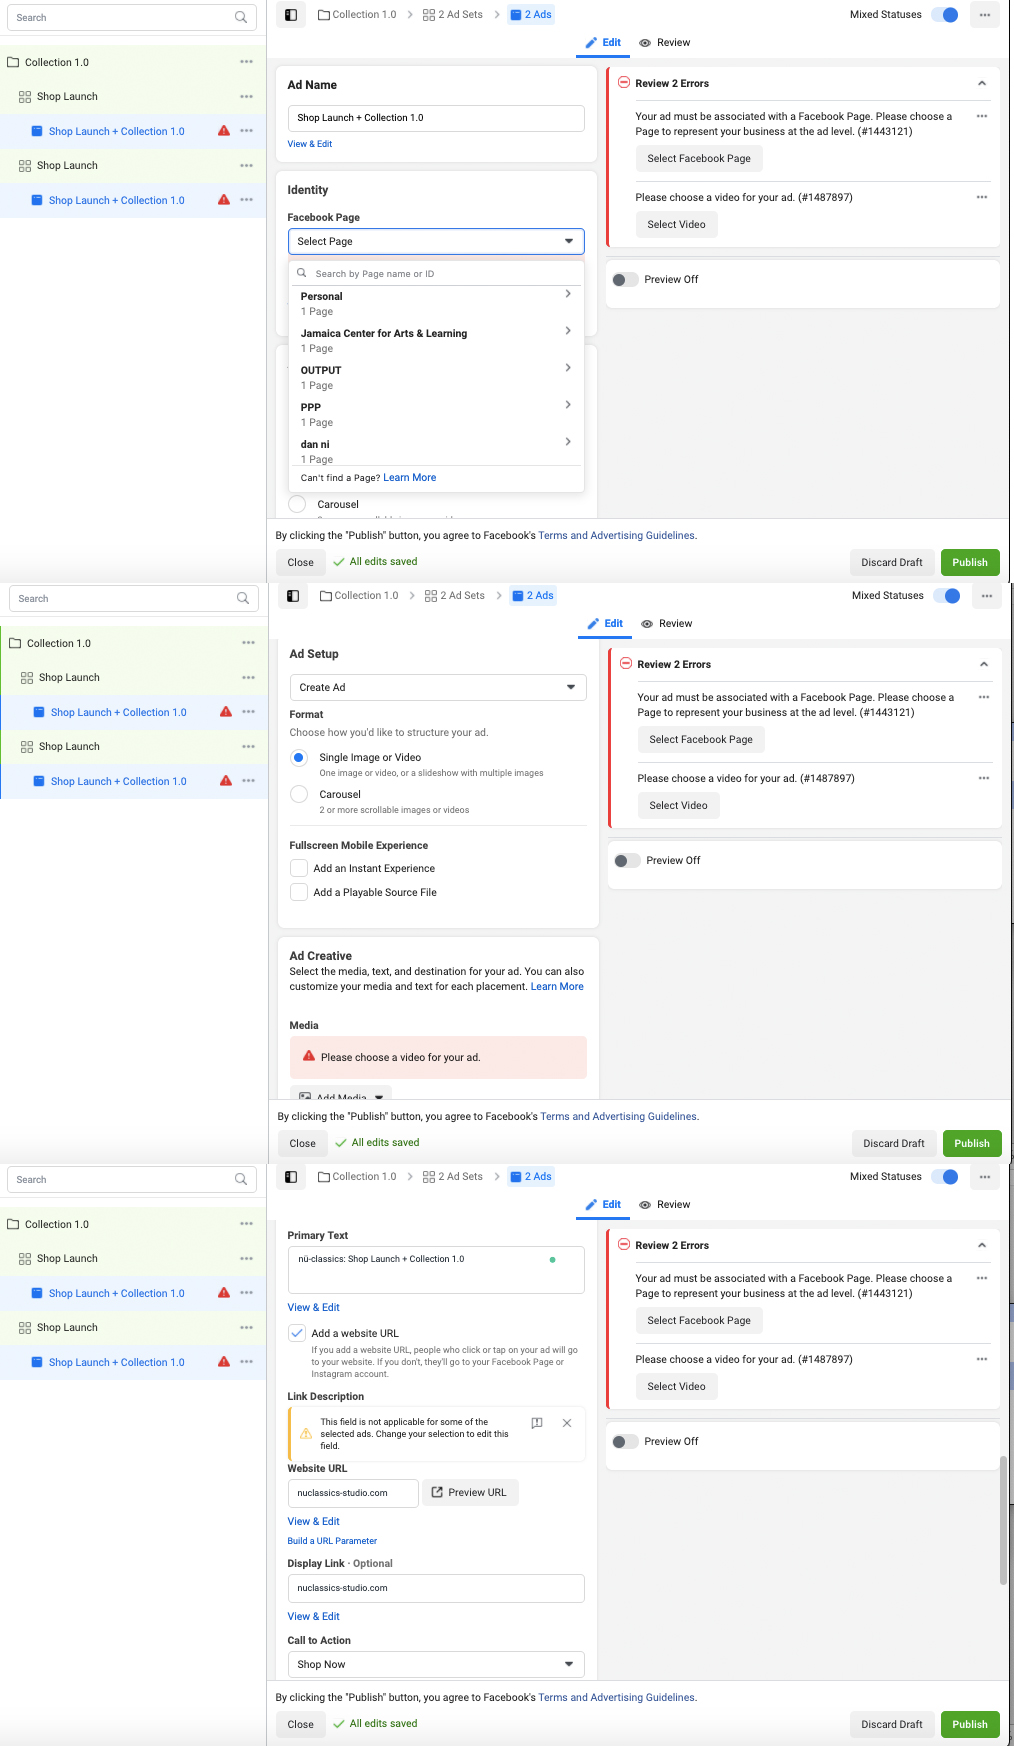 Search
Collection 1.0
Shop Launch
Shop Launch + Collection 1.0
Shop Launch
Shop Launch + Collection 1.0
Collection 1.0
2 Ad Sets
2 Ads
Mixed Statuses
Edit
Review
Ad Name
Shop Launch + Collection 1.0
View & Edit
Identity
Facebook Page
Select Page
Search by Page name or ID
Personal
1 Page
Jamaica Center for Arts & Learning
1 Page
OUTPUT
1 Page
PPP
1 Page
dan ni
1 Page
Can't find a Page? Learn More
Carousel
Review 2 Errors
Your ad must be associated with a Facebook Page. Please choose a
Page to represent your business at the ad level. (#1443121)
Select Facebook Page
Please choose a video for your ad. (#1487897)
Select Video
Preview Off
By clicking the "Publish" button, you agree to Facebook's Terms and Advertising Guidelines.
Close
All edits saved
Discard Draft
Publish
Search
Collection 1.0
Shop Launch
Shop Launch + Collection 1.0
Shop Launch
Shop Launch + Collection 1.0
Collection 1.0
2 Ad Sets
2 Ads
Mixed Statuses
Edit
Review
Ad Setup
Create Ad
Format
Choose how you'd like to structure your ad.
Single Image or Video
One image or video, or a slideshow with multiple images
Carousel
2 or more scrollable images or videos
Fullscreen Mobile Experience
Add an Instant Experience
Add a Playable Source File
Ad Creative
Select the media, text, and destination for your ad. You can also
customize your media and text for each placement. Learn More
Media
Please choose a video for your ad.
Add Media
Review 2 Errors
Your ad must be associated with a Facebook Page. Please choose a
Page to represent your business at the ad level. (#1443121)
Select Facebook Page
Please choose a video for your ad. (#1487897)
Select Video
Preview Off
By clicking the "Publish" button, you agree to Facebook's Terms and Advertising Guidelines.
Close
All edits saved
Discard Draft
Publish
Search
Collection 1.0
Shop Launch
Shop Launch + Collection 1.0
Shop Launch
Shop Launch + Collection 1.0
Collection 1.0
2 Ad Sets
2 Ads
Mixed Statuses
Edit
Review
Primary Text
nü-classics: Shop Launch + Collection 1.0
View & Edit
Add a website URL
If you add a website URL, people who click or tap on your ad will go
to your website. If you don't, they'll go to your Facebook Page or
Instagram account.
Link Description
This field is not applicable for some of the
selected ads. Change your selection to edit this
field.
Website URL
nuclassics-studio.com
Preview URL
View & Edit
Build a URL Parameter
Display Link · Optional
nuclassics-studio.com
View & Edit
Call to Action
Shop Now
Review 2 Errors
Your ad must be associated with a Facebook Page. Please choose a
Page to represent your business at the ad level. (#1443121)
Select Facebook Page
Please choose a video for your ad. (#1487897)
Select Video
Preview Off
By clicking the "Publish" button, you agree to Facebook's Terms and Advertising Guidelines.
Close
All edits saved
Discard Draft
Publish